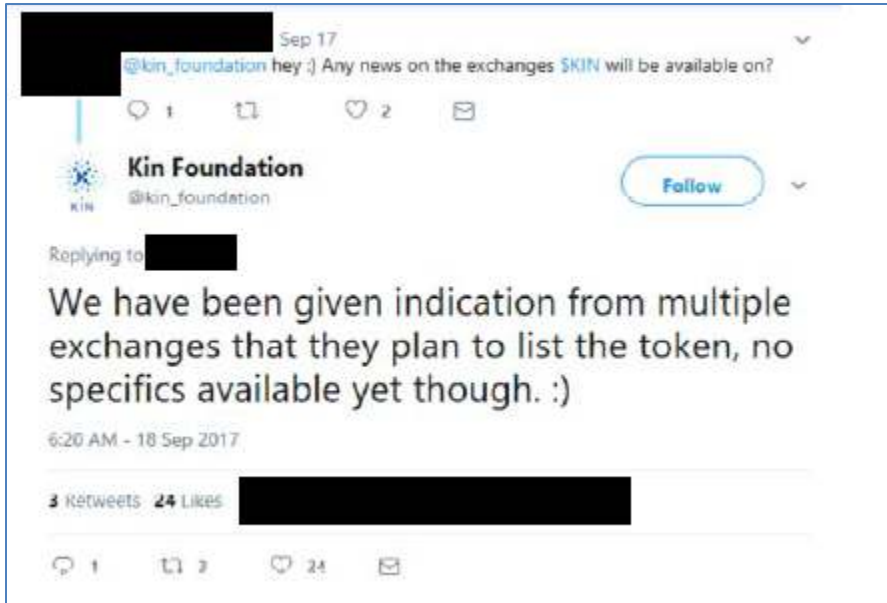 Sep 17
@kin_foundation hey :) Any news on the exchanges $KIN will be available on?
1 2
Kin Foundation
@kin_foundation
KIN
Follow
Replying to
We have been given indication from multiple
exchanges that they plan to list the token, no
specifics available yet though. :)
6:20 AM - 18 Sep 2017
3 Retweets 24 Likes
1 3 24